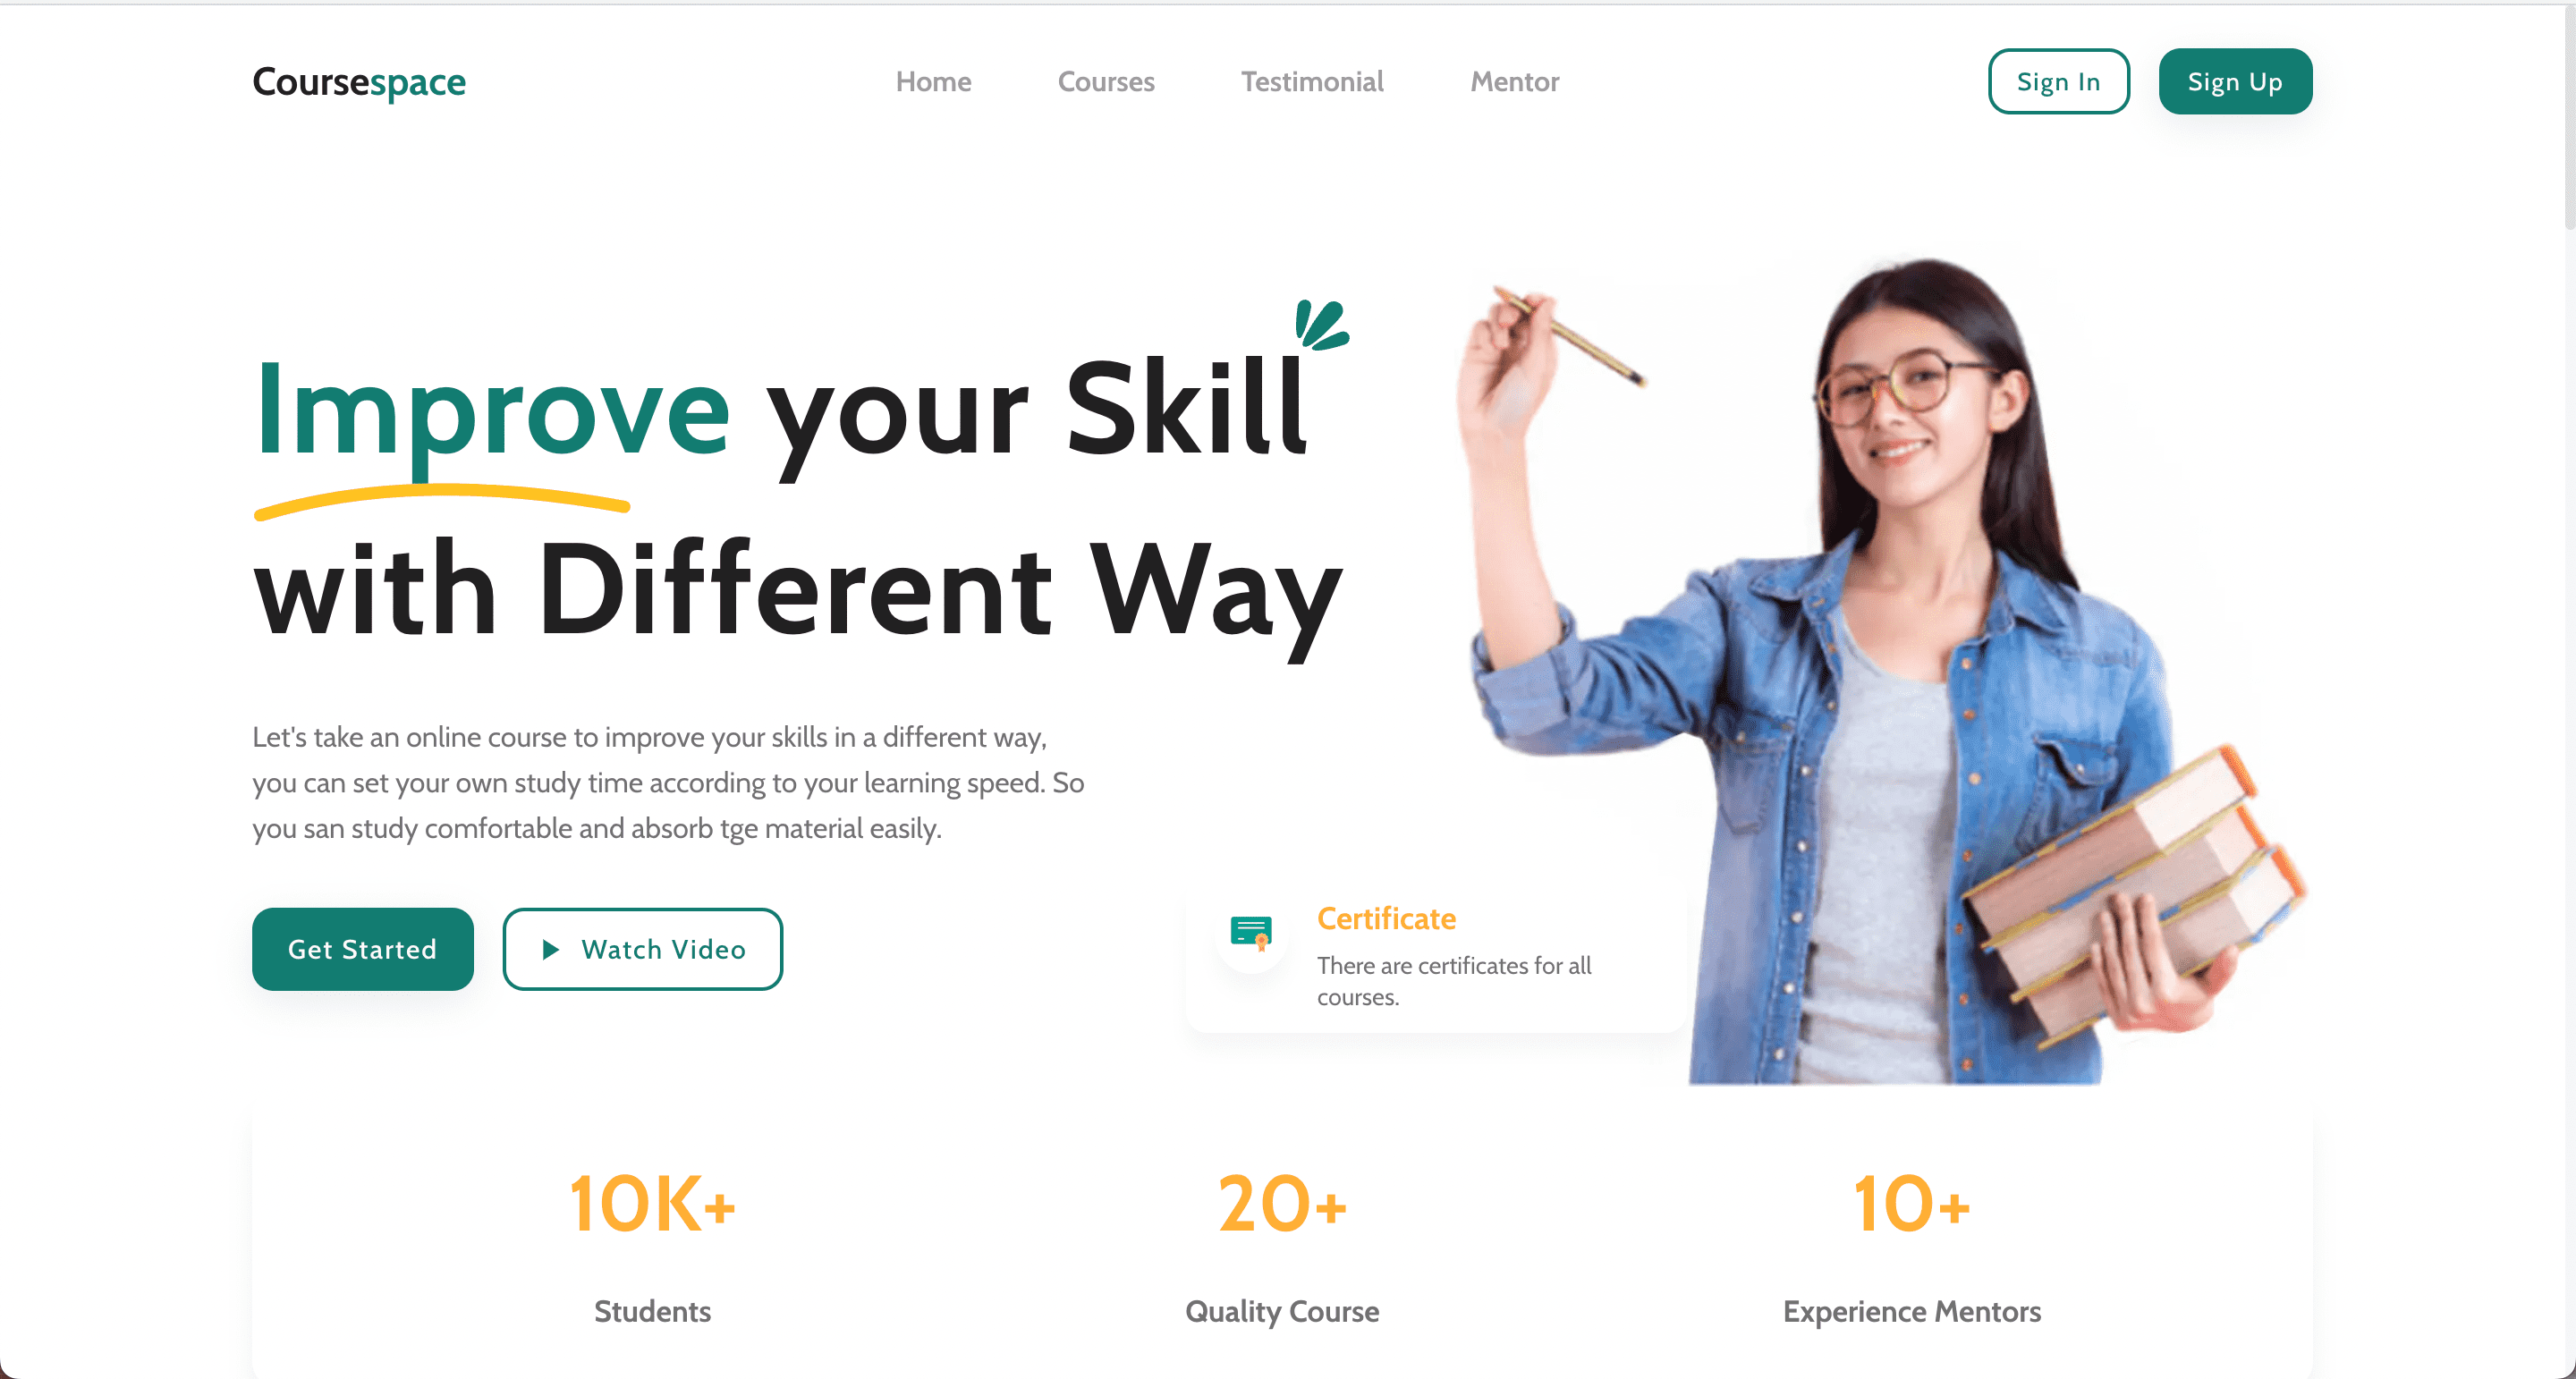 Coursespace
Home
Courses
Testimonial
Mentor
Sign In
Sign Up
Improve your Skill
with Different Way
Let's take an online course to improve your skills in a different way,
you can set your own study time according to your learning speed. So
you san study comfortable and absorb tge material easily.
Get Started
Watch Video
Certificate
There are certificates for all
courses.
10K+
Students
20+
Quality Course
10+
Experience Mentors